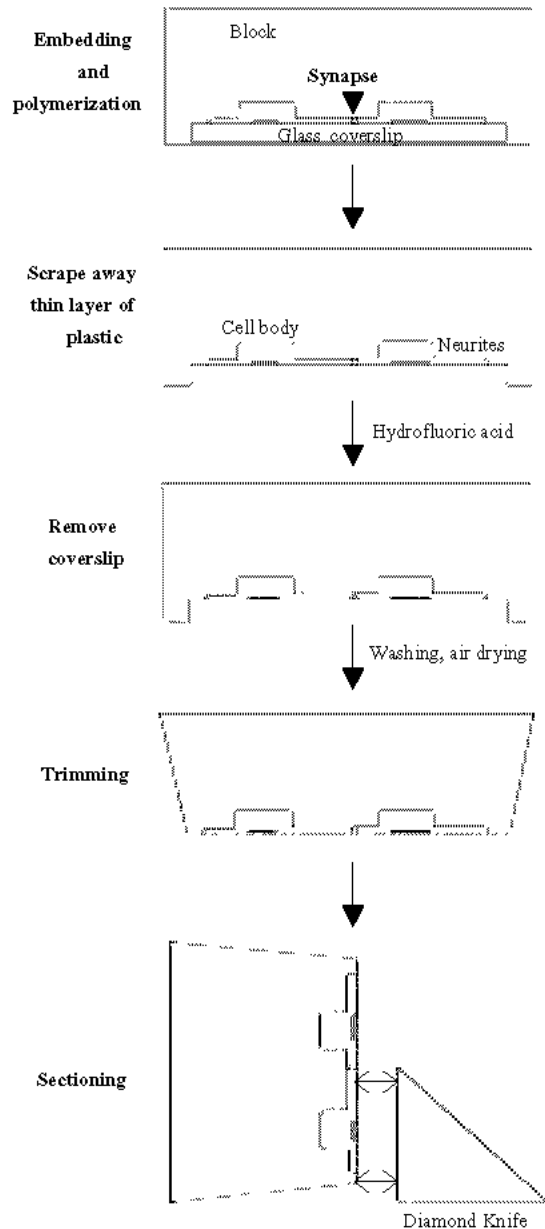 Embedding
and
polymerization
Block
Synapse
Glass coverslip
Scrape away
thin layer of
plastic
Cell body
Neurites
Hydrofluoric acid
Remove
coverslip
Washing, air drying
Trimming
Sectioning
Diamond Knife